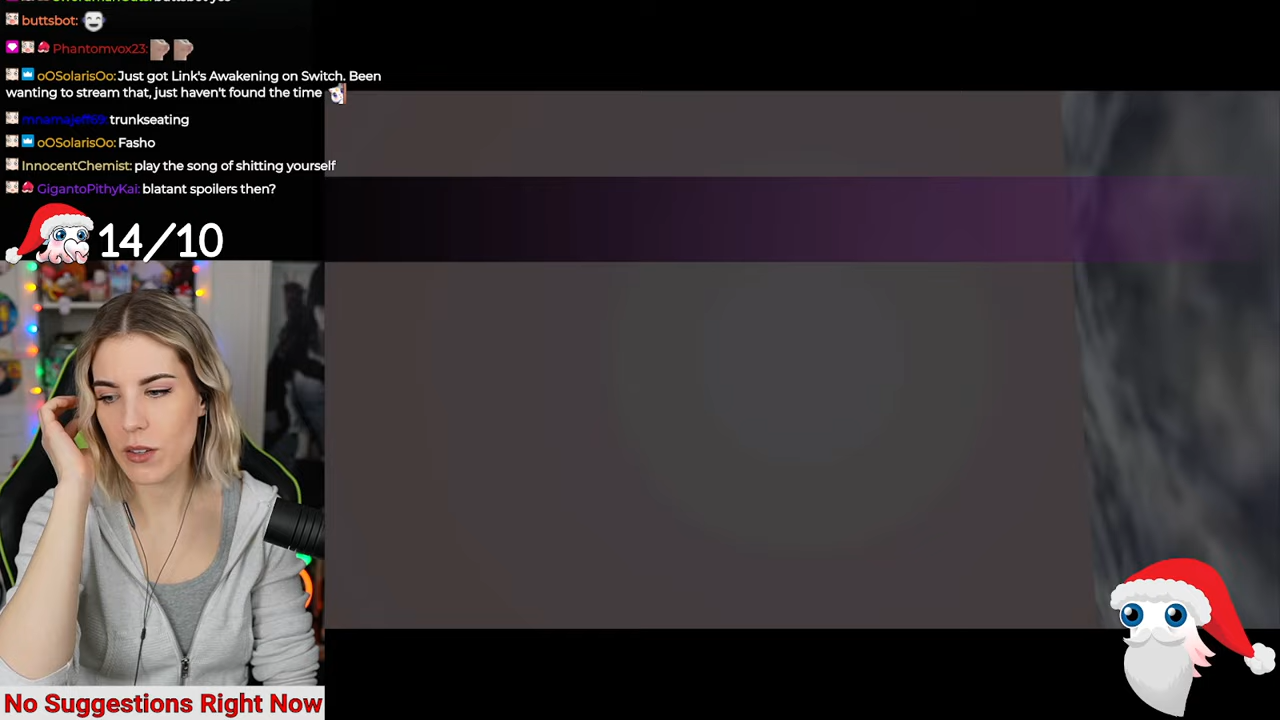 buttsbot:
Phantomvox23:
oOSolarisOo: Just got Link's Awakening on Switch. Been
wanting to stream that, just haven't found the time
mnamajeff69: trunkseating
oOSolarisOo: Fasho
InnocentChemist: play the song of shitting yourself
GigantoPithyKai: blatant spoilers then?
14/10
No Suggestions Right Now